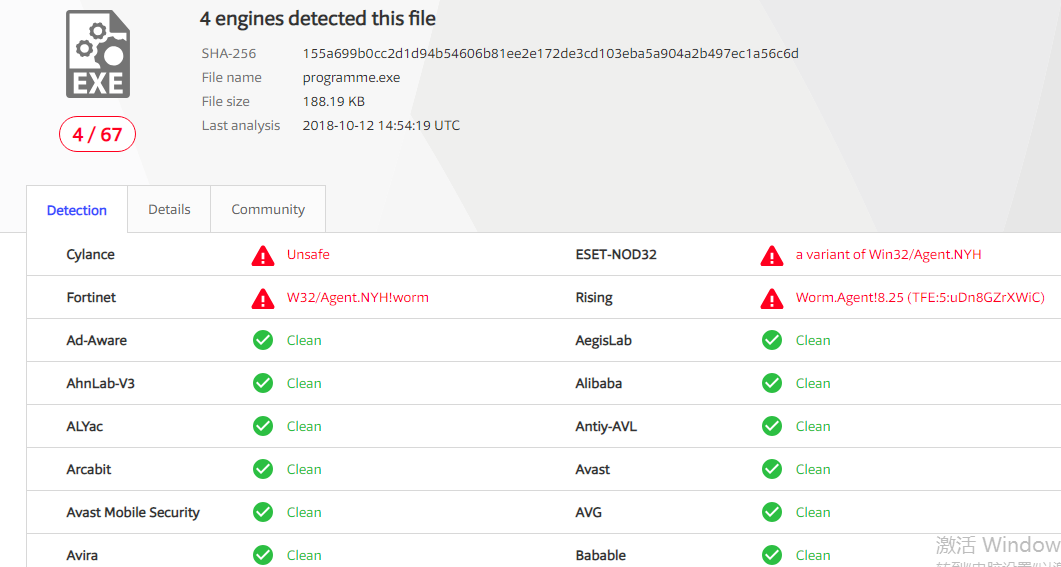 4 engines detected this file
SHA-256 155a699b0cc2d1d94b54606b81ee2e172de3cd103eba5a904a2b497ec1a56c6d
File name programme.exe
File size 188.19 KB
Last analysis 2018-10-12 14:54:19 UTC
EXE
4 / 67
Detection Details Community
Cylance Unsafe ESET-NOD32 a variant of Win32/Agent.NYH
Fortinet W32/Agent.NYH!worm Rising Worm.Agent!8.25 (TFE:5:uDn8GZrXWiC)
Ad-Aware Clean AegisLab Clean
AhnLab-V3 Clean Alibaba Clean
ALYac Clean Antiy-AVL Clean
Arcabit Clean Avast Clean
Avast Mobile Security Clean AVG Clean
Avira Clean Babable Clean
激活 Window